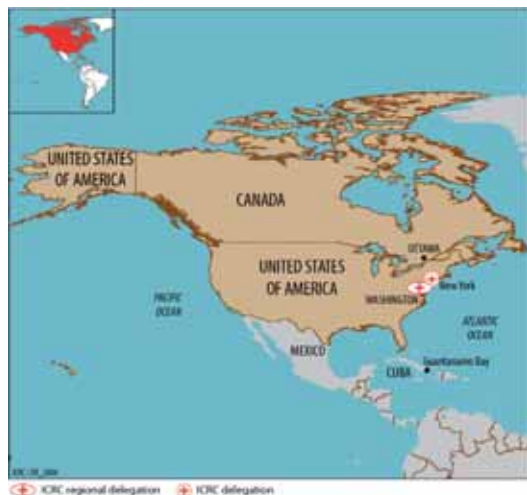 UNITED STATES
OF AMERICA
CANADA
OTTAWA
UNITED STATES
OF AMERICA
New York
WASHINGTON
PACIFIC
OCEAN
ATLANTIC
OCEAN
MEXICO
CUBA
Guantanamo Bay
ICRC regional delegation
ICRC delegation